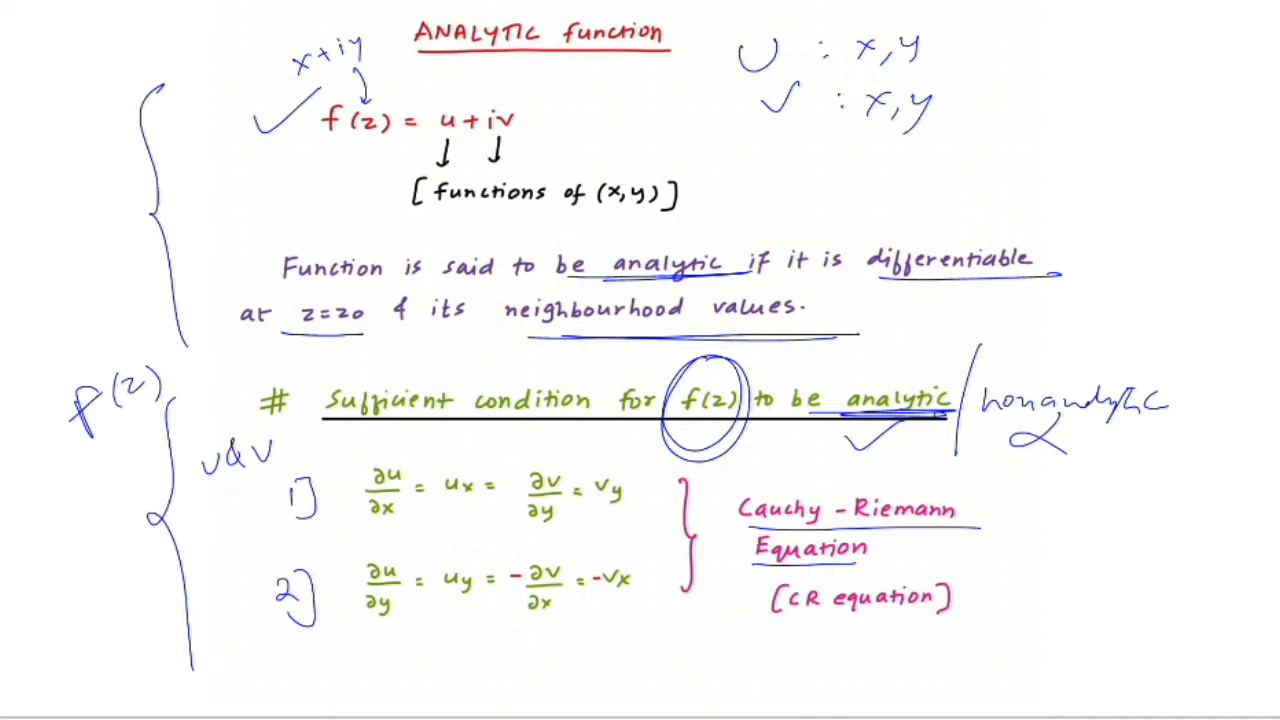 ANALYTIC function
x+iy
U : x,y
f(z) = u + iv
v : x,y
[functions of (x,y)]
Function is said to be analytic if it is differentiable
at z=z0 & its neighbourhood values.
f(z)
# Sufficient condition for f(z) to be analytic / nonanalytic
u&v
1] ∂u/∂x = ux = ∂v/∂y = vy
Cauchy - Riemann
Equation
2] ∂u/∂y = uy = -∂v/∂x = -vx
[CR equation]